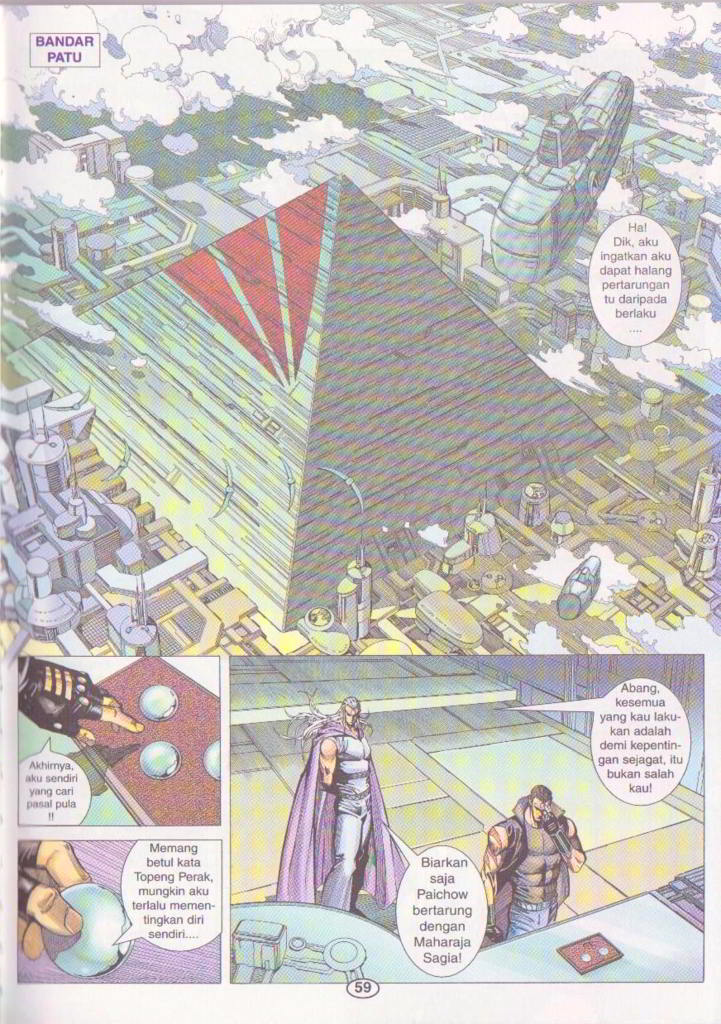 BANDAR
PATU
Ha!
Dik, aku
ingatkan aku
dapat halang
pertarungan
tu daripada
berlaku
....
Akhirnya,
aku sendiri
yang cari
pasal pula
!!
Memang
betul kata
Topeng Perak,
mungkin aku
terlalu memen-
tingkan diri
sendiri....
Abang,
kesemua
yang kau laku-
kan adalah
demi kepentin-
gan sejagat, itu
bukan salah
kau!
Biarkan
saja
Paichow
bertarung
dengan
Maharaja
Sagia!
59